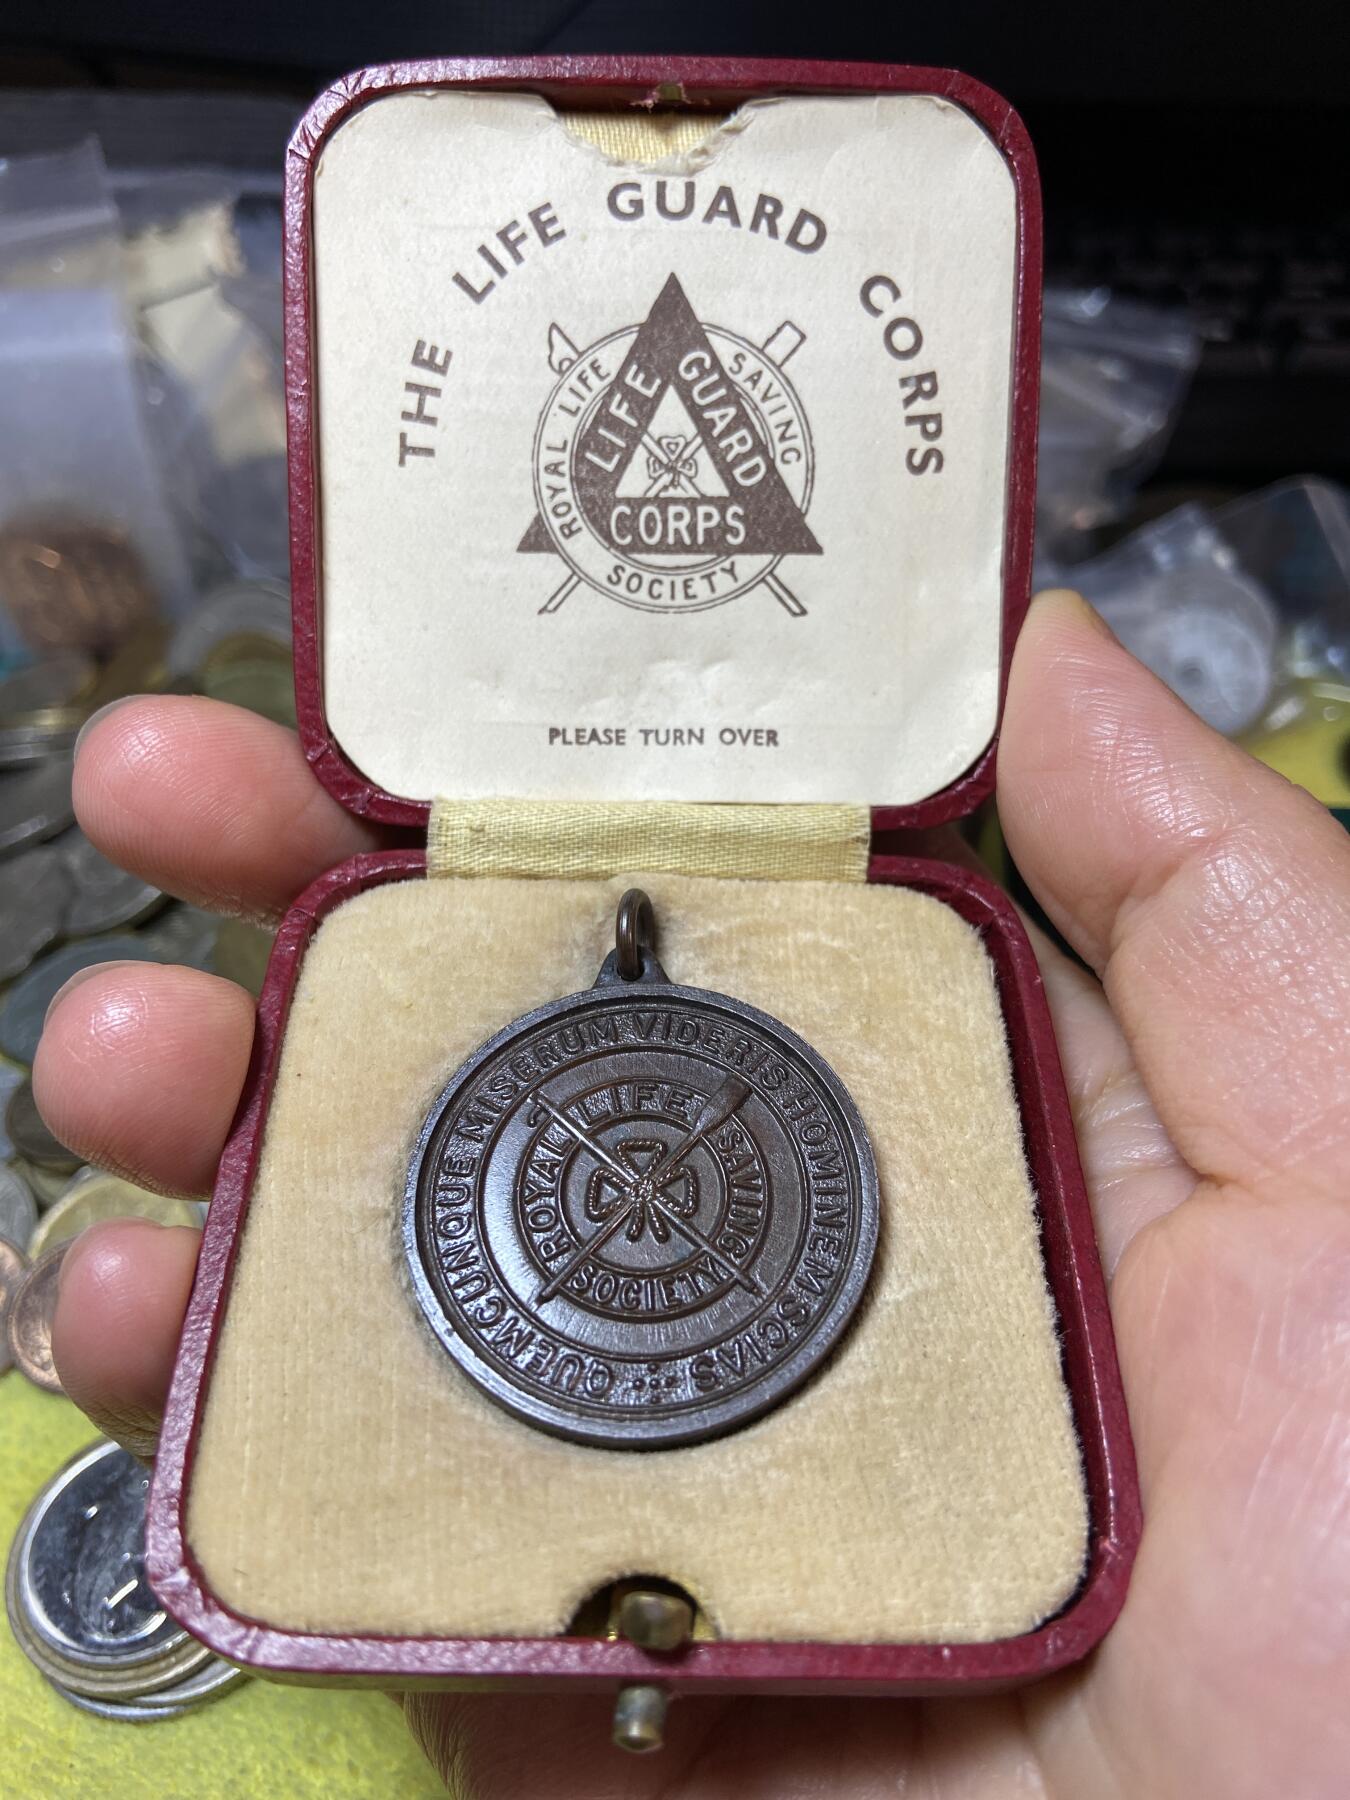 THE LIFE GUARD CORPS
ROYAL LIFE SAVING SOCIETY
LIFE GUARD CORPS
PLEASE TURN OVER
QUEMCUNQUE MISERUM VIDERIS HOMINEM SCIAS
ROYAL LIFE SAVING SOCIETY